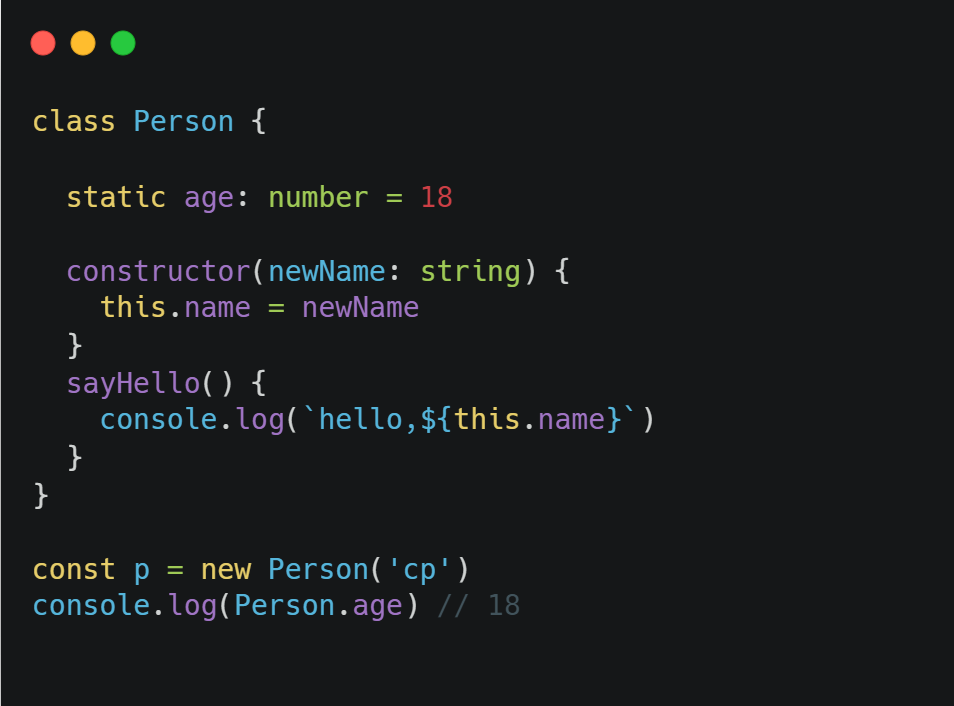 class Person {
  static age: number = 18
  constructor(newName: string) {
    this.name = newName
  }
  sayHello() {
    console.log(`hello,${this.name}`)
  }
}
const p = new Person('cp')
console.log(Person.age) // 18